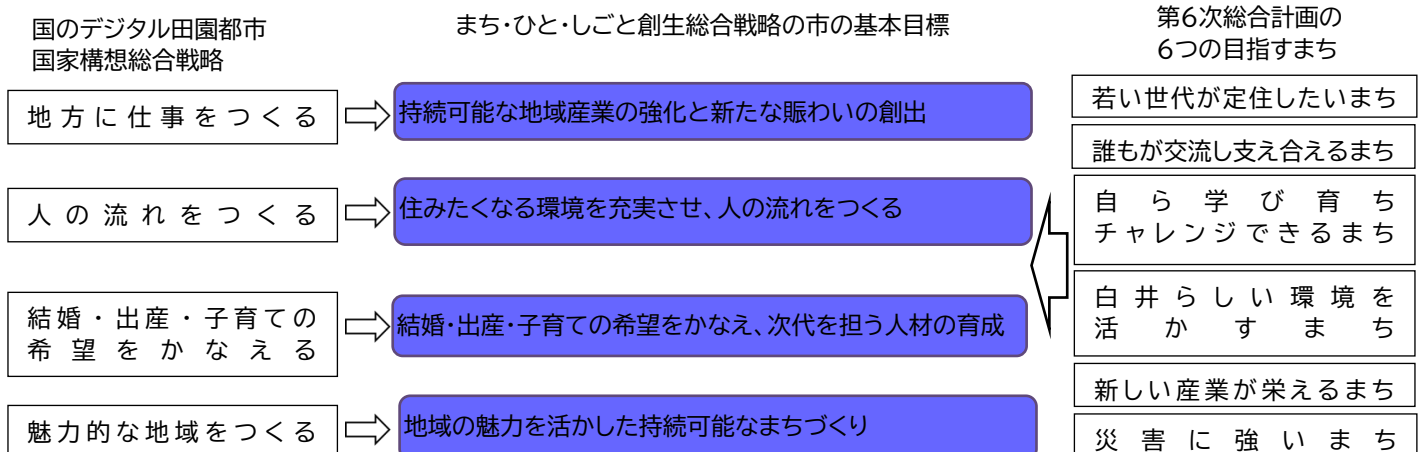 国のデジタル田園都市
国家構想総合戦略
地方に仕事をつくる
人の流れをつくる
結婚・出産・子育ての
希望をかなえる
魅力的な地域をつくる
まち・ひと・しごと創生総合戦略の市の基本目標
持続可能な地域産業の強化と新たな賑わいの創出
住みたくなる環境を充実させ、人の流れをつくる
結婚・出産・子育ての希望をかなえ、次代を担う人材の育成
地域の魅力を活かした持続可能なまちづくり
第6次総合計画の
6つの目指すまち
若い世代が定住したいまち
誰もが交流し支え合えるまち
自ら学び育ち
チャレンジできるまち
白井らしい環境を
活かすまち
新しい産業が栄えるまち
災害に強いまち